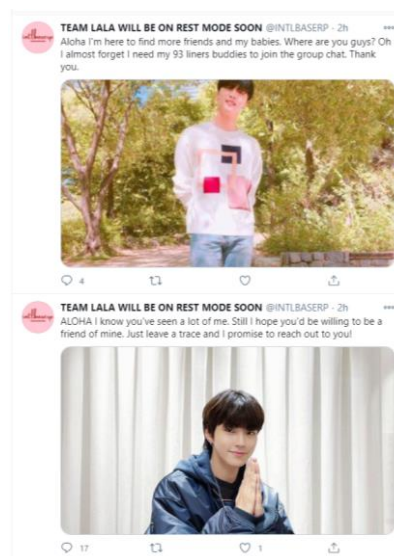 TEAM LALA WILL BE ON REST MODE SOON @INTLBASERP · 2h
Aloha I'm here to find more friends and my babies. Where are you guys? Oh
I almost forget I need my 93 liners buddies to join the group chat. Thank
you.
4
TEAM LALA WILL BE ON REST MODE SOON @INTLBASERP · 2h
ALOHA I know you've seen a lot of me. Still I hope you'd be willing to be a
friend of mine. Just leave a trace and I promise to reach out to you!
17 1